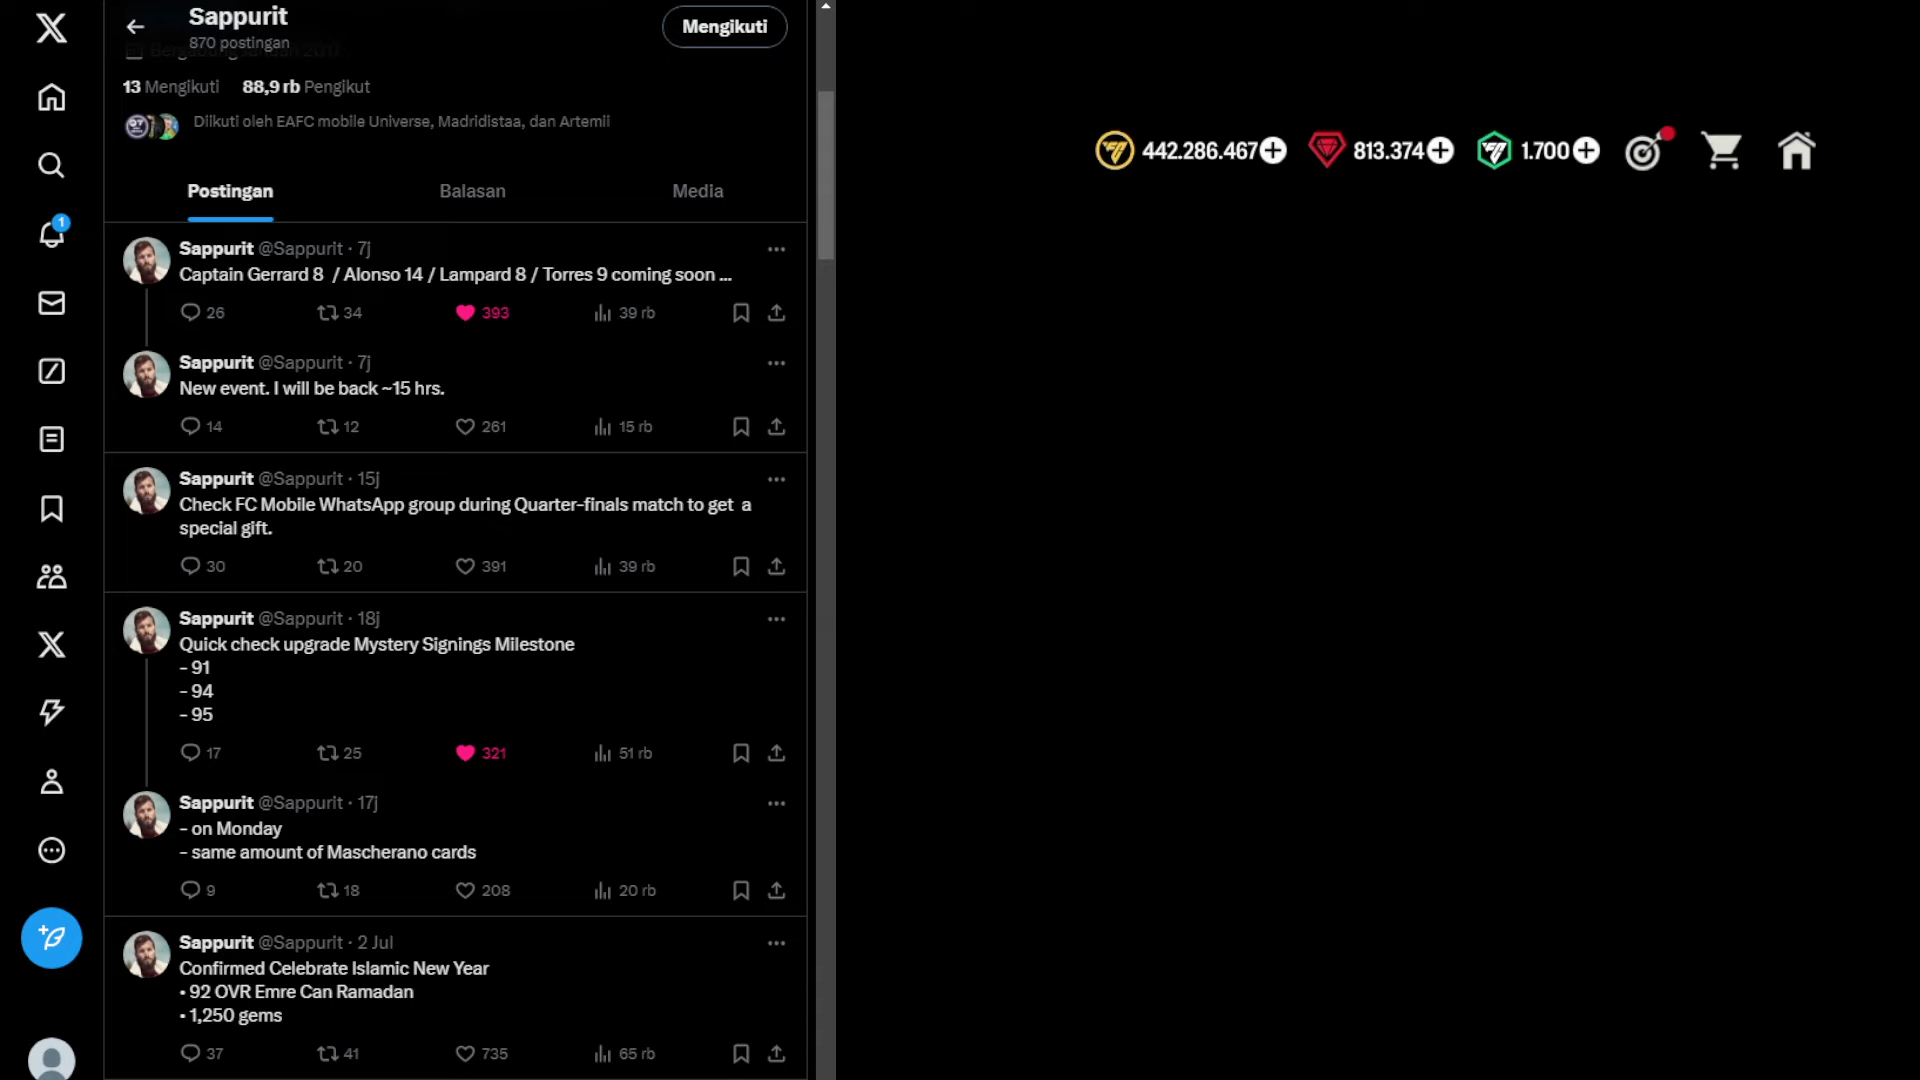 Sappurit
870 postingan
Mengikuti
13 Mengikuti 88,9 rb Pengikut
Diikuti oleh EAFC mobile Universe, Madridistaa, dan Artemii
Postingan Balasan Media
Sappurit @Sappurit · 7j
Captain Gerrard 8 / Alonso 14 / Lampard 8 / Torres 9 coming soon ...
26 34 393 39 rb
Sappurit @Sappurit · 7j
New event. I will be back ~15 hrs.
14 12 261 15 rb
Sappurit @Sappurit · 15j
Check FC Mobile WhatsApp group during Quarter-finals match to get a
special gift.
30 20 391 39 rb
Sappurit @Sappurit · 18j
Quick check upgrade Mystery Signings Milestone
- 91
- 94
- 95
17 25 321 51 rb
Sappurit @Sappurit · 17j
- on Monday
- same amount of Mascherano cards
9 18 208 20 rb
Sappurit @Sappurit · 2 Jul
Confirmed Celebrate Islamic New Year
• 92 OVR Emre Can Ramadan
• 1,250 gems
37 41 735 65 rb
1
442.286.467 813.374 1.700